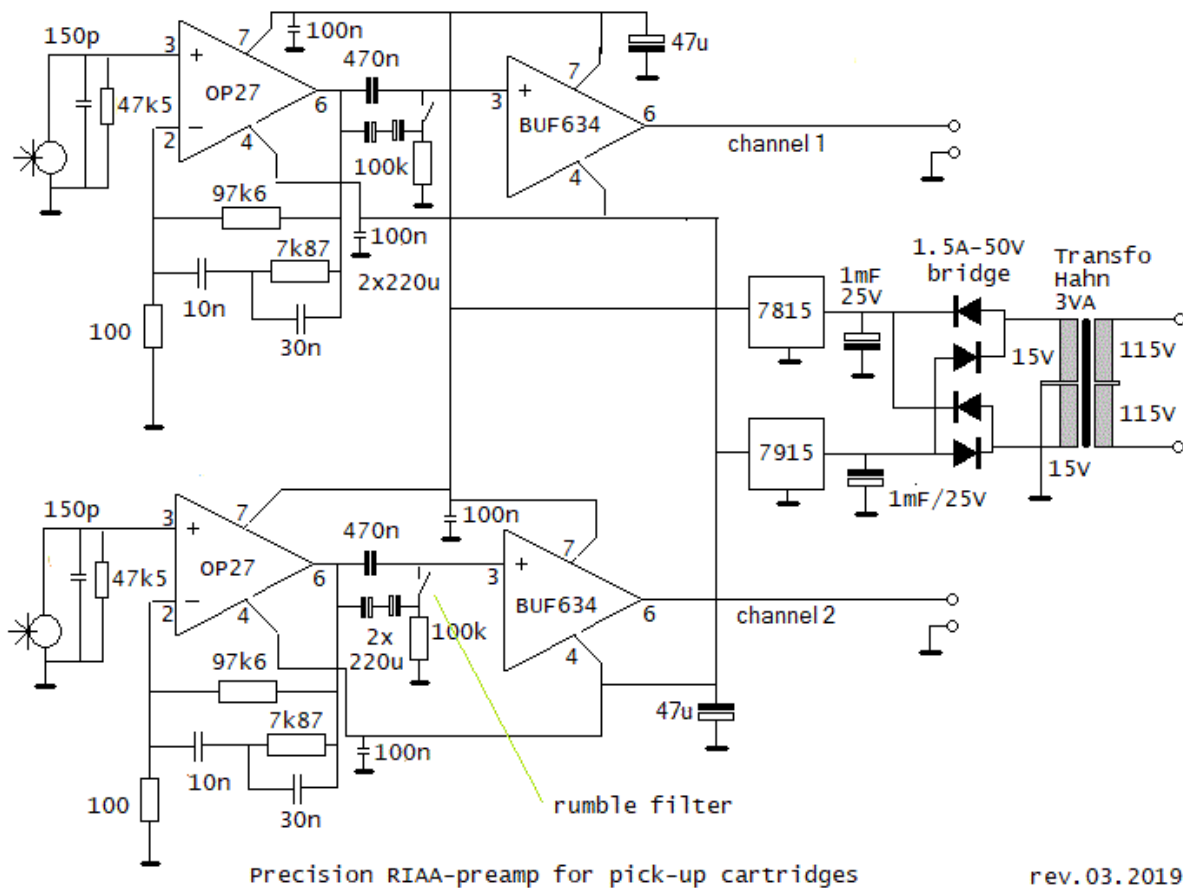 150p
3
7
100n
470n
47u
+
OP27
47k5
6
3
+
7
BUF634
6
channel 1
−
2
4
100k
4
97k6
100n
7k87
2x220u
10n
30n
100
1.5A-50V
bridge
Transfo
Hahn
3VA
1mF
25V
7815
15V
115V
115V
7915
15V
1mF/25V
150p
3
7
100n
470n
+
OP27
47k5
6
3
+
7
BUF634
6
channel 2
−
2
4
2x
220u
100k
4
97k6
7k87
47u
100n
10n
30n
100
rumble filter
Precision RIAA-preamp for pick-up cartridges
rev.03.2019